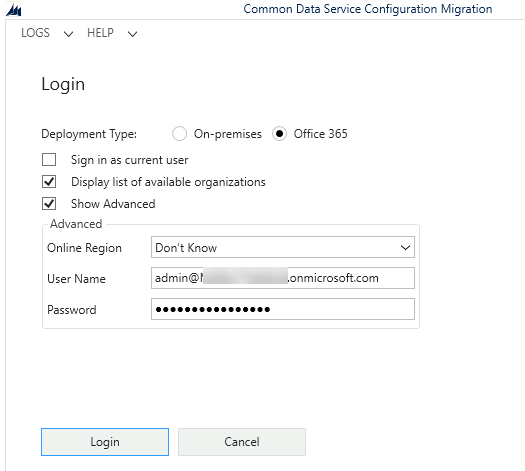 Common Data Service Configuration Migration
LOGS HELP
Login
Deployment Type: On-premises Office 365
Sign in as current user
Display list of available organizations
Show Advanced
Advanced
Online Region Don't Know
User Name admin@ .onmicrosoft.com
Password ●●●●●●●●●●●●●●●●
Login Cancel